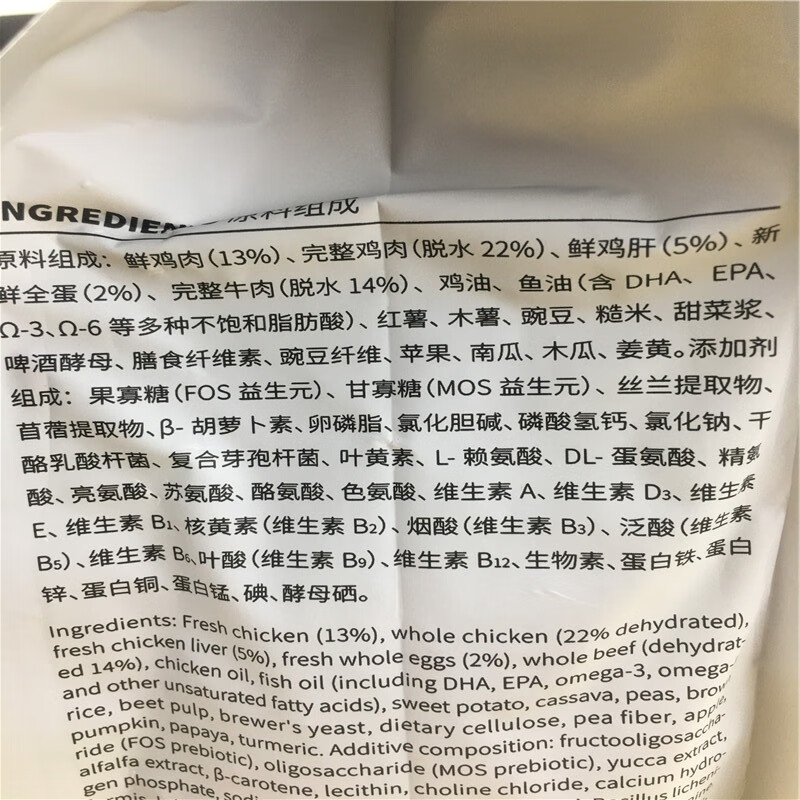 NGREDIEN 原料组成
原料组成：鲜鸡肉(13%)、完整鸡肉(脱水 22%)、鲜鸡肝(5%)、新
鲜全蛋(2%)、完整牛肉(脱水 14%)、鸡油、鱼油(含 DHA、EPA、
Ω-3、Ω-6 等多种不饱和脂肪酸)、红薯、木薯、豌豆、糙米、甜菜浆、
啤酒酵母、膳食纤维素、豌豆纤维、苹果、南瓜、木瓜、姜黄。添加剂
组成：果寡糖(FOS 益生元)、甘寡糖(MOS 益生元)、丝兰提取物、
苜蓿提取物、β- 胡萝卜素、卵磷脂、氯化胆碱、磷酸氢钙、氯化钠、干
酪乳酸杆菌、复合芽孢杆菌、叶黄素、L- 赖氨酸、DL- 蛋氨酸、精氨
酸、亮氨酸、苏氨酸、酪氨酸、色氨酸、维生素 A、维生素 D₃、维生素
E、维生素 B₁、核黄素(维生素 B₂)、烟酸(维生素 B₃)、泛酸(维生素
B₅)、维生素 B₆、叶酸(维生素 B₉)、维生素 B₁₂、生物素、蛋白铁、蛋白
锌、蛋白铜、蛋白锰、碘、酵母硒。
Ingredients: Fresh chicken (13%), whole chicken (22% dehydrated),
fresh chicken liver (5%), fresh whole eggs (2%), whole beef (dehydrat-
ed 14%), chicken oil, fish oil (including DHA, EPA, omega-3, omega-
and other unsaturated fatty acids), sweet potato, cassava, peas, brow
rice, beet pulp, brewer's yeast, dietary cellulose, pea fiber, apple,
pumpkin, papaya, turmeric. Additive composition: fructooligosaccha-
ride (FOS prebiotic), oligosaccharide (MOS prebiotic), yucca extract,
alfalfa extract, β-carotene, lecithin, choline chloride, calcium hydro-
gen phosphate, sodi Bacillus licheni-